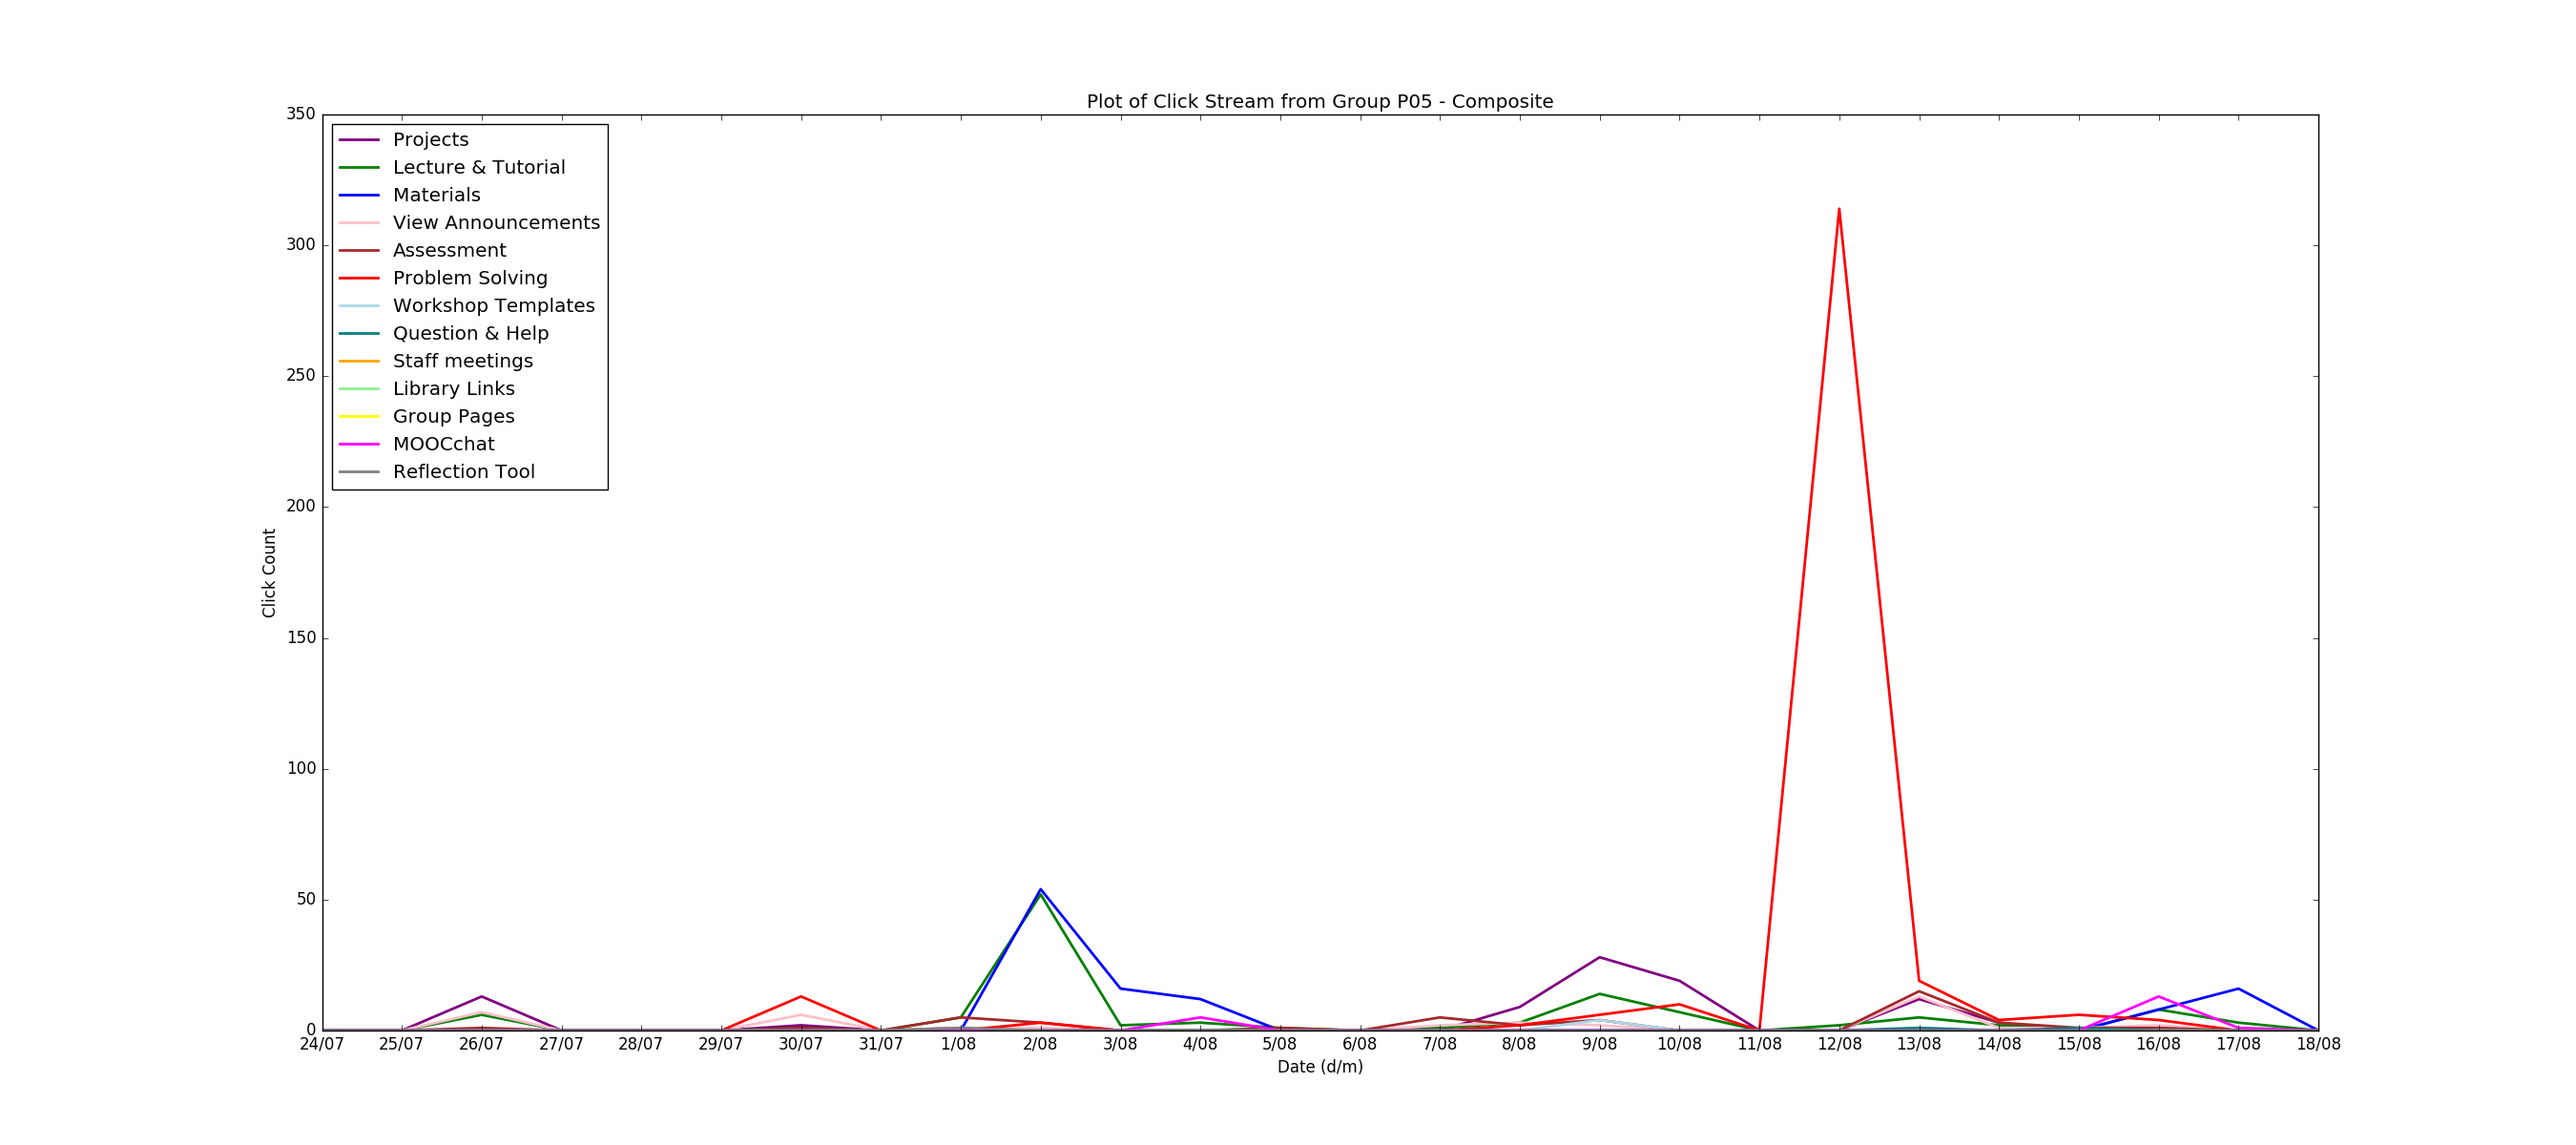 Plot of Click Stream from Group P05 - Composite
350
300
250
200
150
100
50
0
Click Count
Projects
Lecture & Tutorial
Materials
View Announcements
Assessment
Problem Solving
Workshop Templates
Question & Help
Staff meetings
Library Links
Group Pages
MOOCchat
Reflection Tool
24/07 25/07 26/07 27/07 28/07 29/07 30/07 31/07 1/08 2/08 3/08 4/08 5/08 6/08 7/08 8/08 9/08 10/08 11/08 12/08 13/08 14/08 15/08 16/08 17/08 18/08
Date (d/m)